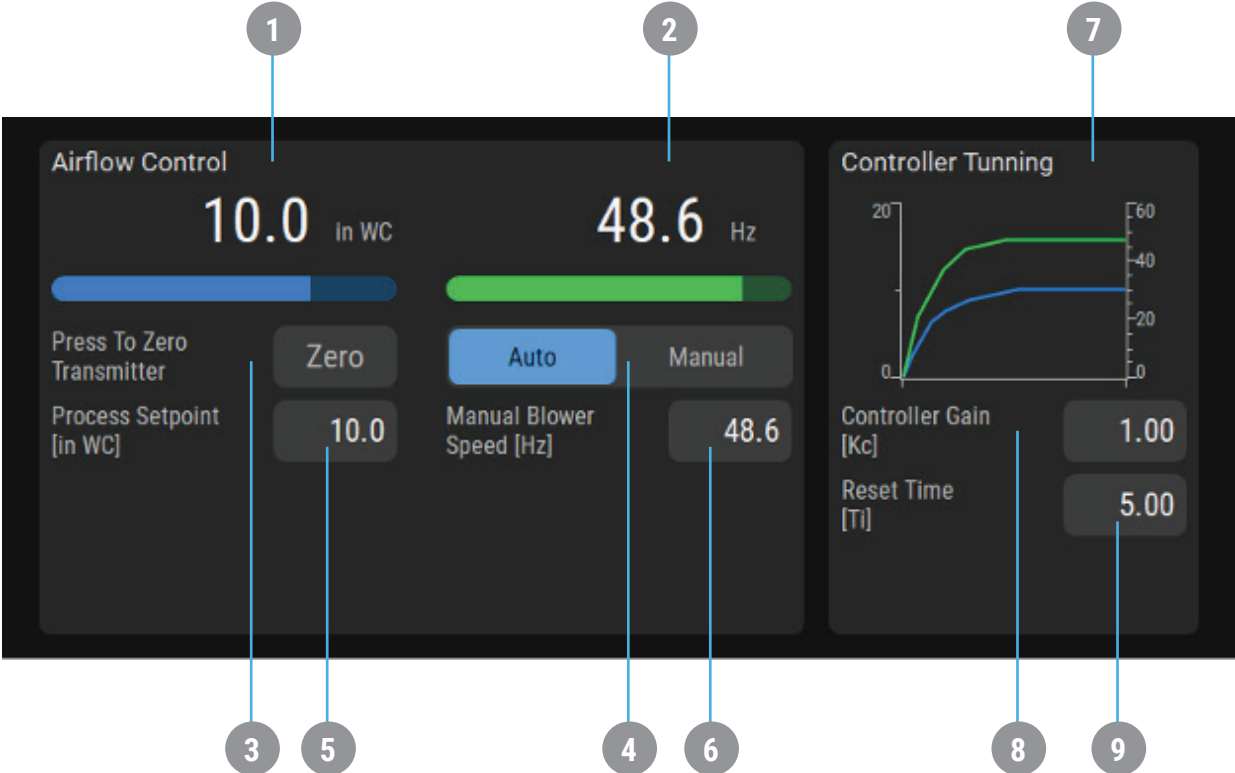 1
2
7
Airflow Control
10.0 in WC
48.6 Hz
Press To Zero
Transmitter
Zero
Auto
Manual
Process Setpoint
[in WC]
10.0
Manual Blower
Speed [Hz]
48.6
Controller Tunning
20
0
60
40
20
0
Controller Gain
[Kc]
1.00
Reset Time
[Ti]
5.00
3
5
4
6
8
9